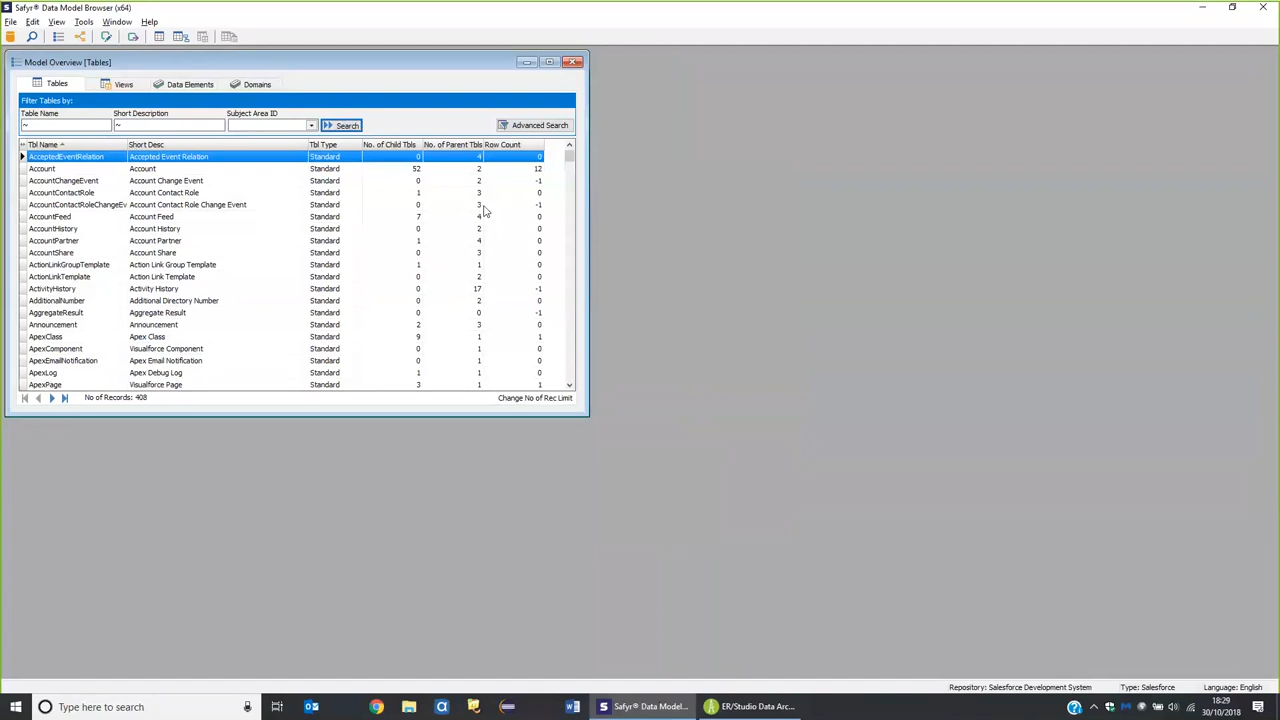 Safyr® Data Model Browser (x64)
File Edit View Tools Window Help
Model Overview [Tables]
Tables Views Data Elements Domains
Filter Tables by:
Table Name Short Description Subject Area ID
~ ~ Search Advanced Search
Tbl Name Short Desc Tbl Type No. of Child Tbls No. of Parent Tbls Row Count
AcceptedEventRelation Accepted Event Relation Standard 0 4 0
Account Account Standard 52 2 12
AccountChangeEvent Account Change Event Standard 0 2 -1
AccountContactRole Account Contact Role Standard 1 3 0
AccountContactRoleChangeEv Account Contact Role Change Event Standard 0 3 -1
AccountFeed Account Feed Standard 7 4 0
AccountHistory Account History Standard 0 2 0
AccountPartner Account Partner Standard 1 4 0
AccountShare Account Share Standard 0 3 0
ActionLinkGroupTemplate Action Link Group Template Standard 1 1 0
ActionLinkTemplate Action Link Template Standard 0 2 0
ActivityHistory Activity History Standard 0 17 -1
AdditionalNumber Additional Directory Number Standard 0 2 0
AggregateResult Aggregate Result Standard 0 0 -1
Announcement Announcement Standard 2 3 0
ApexClass Apex Class Standard 9 1 1
ApexComponent Visualforce Component Standard 0 1 0
ApexEmailNotification Apex Email Notification Standard 0 1 0
ApexLog Apex Debug Log Standard 1 1 0
ApexPage Visualforce Page Standard 3 1 1
No of Records: 408 Change No of Rec Limit
Repository: Salesforce Development System Type: Salesforce Language: English
Type here to search Safyr® Data Model... ER/Studio Data Arc... 18:29
30/10/2018